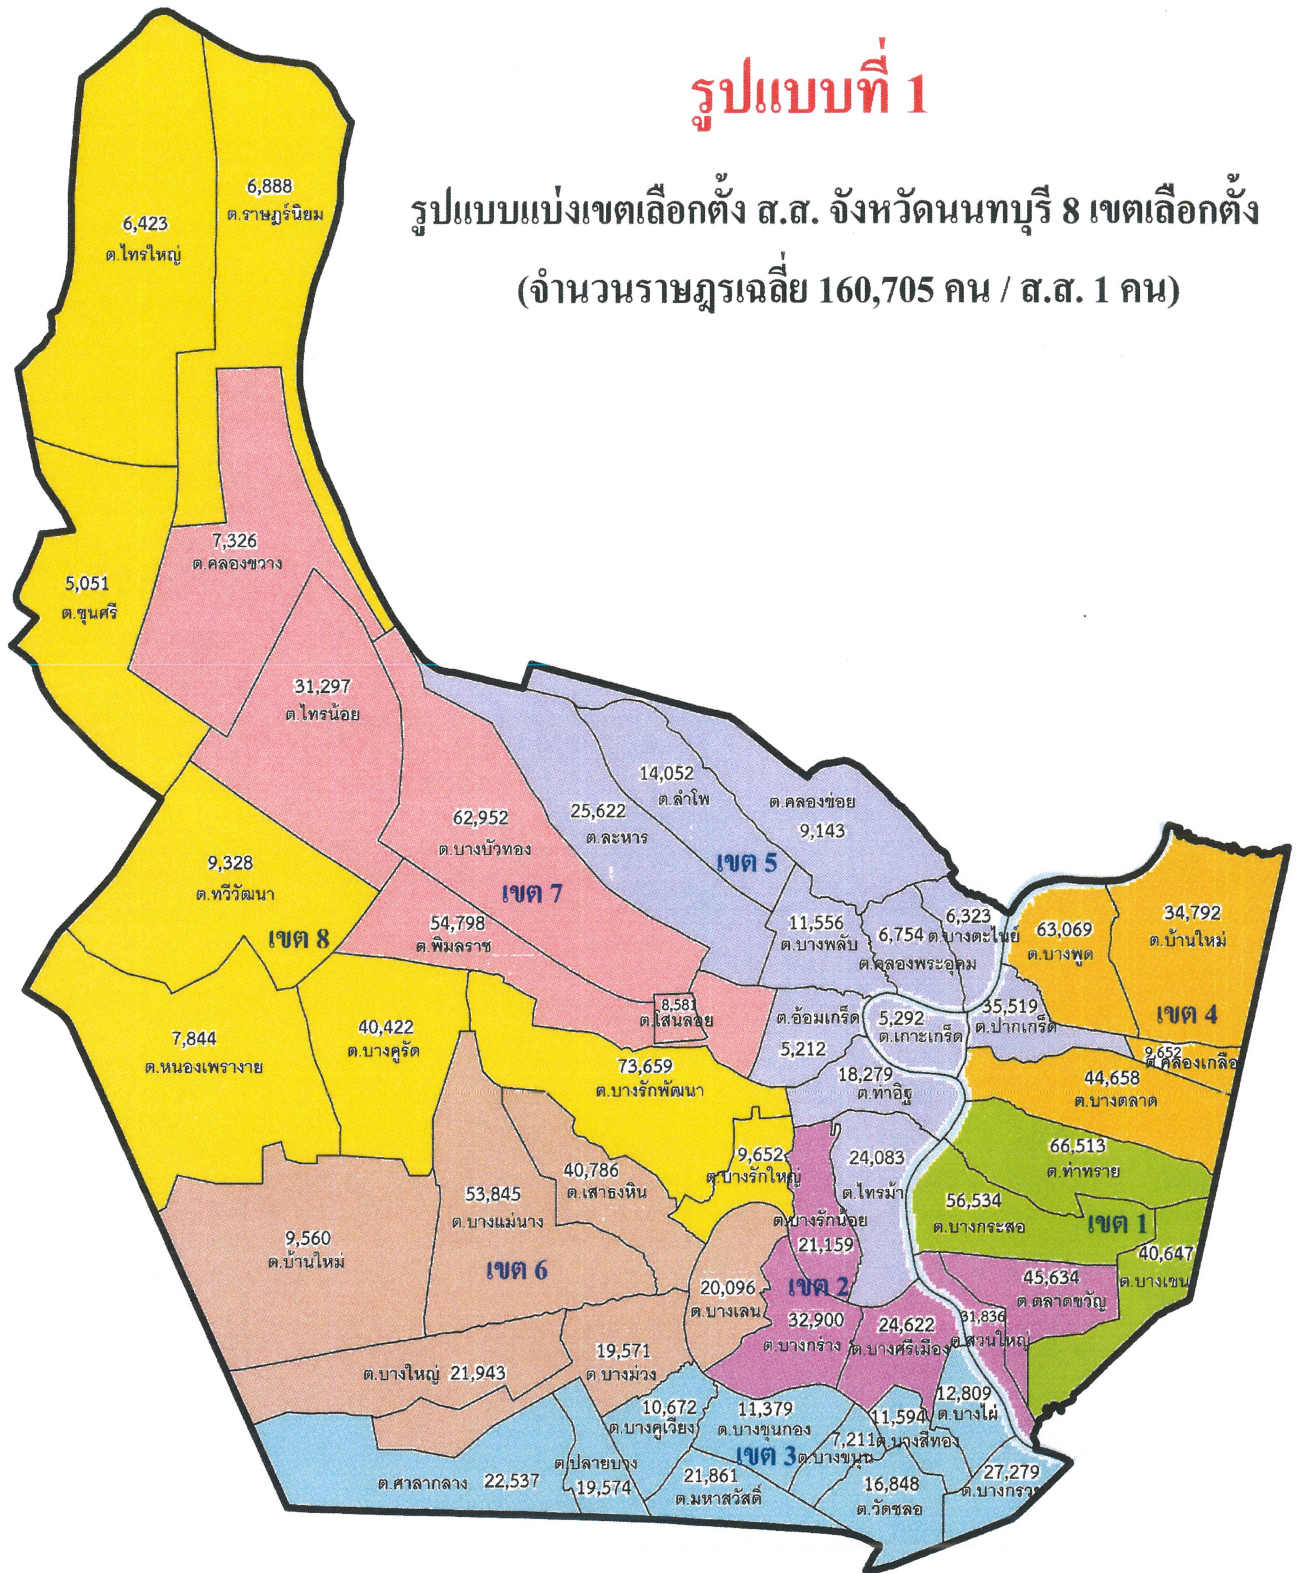 รูปแบบที่ 1
รูปแบบแบ่งเขตเลือกตั้ง ส.ส. จังหวัดนนทบุรี 8 เขตเลือกตั้ง
(จำนวนราษฎรเฉลี่ย 160,705 คน / ส.ส. 1 คน)
6,888
ต.ราษฎร์นิยม
6,423
ต.ไทรใหญ่
7,326
ต.คลองขวาง
5,051
ต.ขุนศรี
31,297
ต.ไทรน้อย
14,052
ต.ลำโพ
ต.คลองข่อย
9,143
25,622
ต.ละหาร
62,952
ต.บางบัวทอง
เขต 5
เขต 7
9,328
ต.ทวีวัฒนา
เขต 8
54,798
ต.พิมลราช
11,556
ต.บางพลับ
6,754
ต.คลองพระอุดม
6,323
ต.บางตะไนย์
63,069
ต.บางพูด
34,792
ต.บ้านใหม่
เขต 4
8,581
ต.โสนลอย
ต.อ้อมเกร็ด
5,212
5,292
ต.เกาะเกร็ด
35,519
ต.ปากเกร็ด
9,652
ต.คลองเกลือ
7,844
ต.หนองเพรางาย
40,422
ต.บางคูรัด
73,659
ต.บางรักพัฒนา
18,279
ต.ท่าอิฐ
44,658
ต.บางตลาด
66,513
ต.ท่าทราย
40,786
ต.เสาธงหิน
9,652
ต.บางรักใหญ่
24,083
ต.ไทรม้า
53,845
ต.บางแม่นาง
56,534
ต.บางกระสอ
เขต 1
ต.บางรักน้อย
21,159
9,560
ต.บ้านใหม่
เขต 6
40,647
ต.บางเขน
20,096
ต.บางเลน
เขต 2
45,634
ต.ตลาดขวัญ
32,900
ต.บางกร่าง
24,622
ต.บางศรีเมือง
31,836
ต.สวนใหญ่
ต.บางใหญ่ 21,943
19,571
ต.บางม่วง
10,672
ต.บางคูเวียง
11,379
ต.บางขุนกอง
11,594
ต.บางสีทอง
12,809
ต.บางไผ่
7,211
ต.บางขนุน
เขต 3
ต.ศาลากลาง 22,537
ต.ปลายบาง
19,574
21,861
ต.มหาสวัสดิ์
16,848
ต.วัดชลอ
27,279
ต.บางกรวย